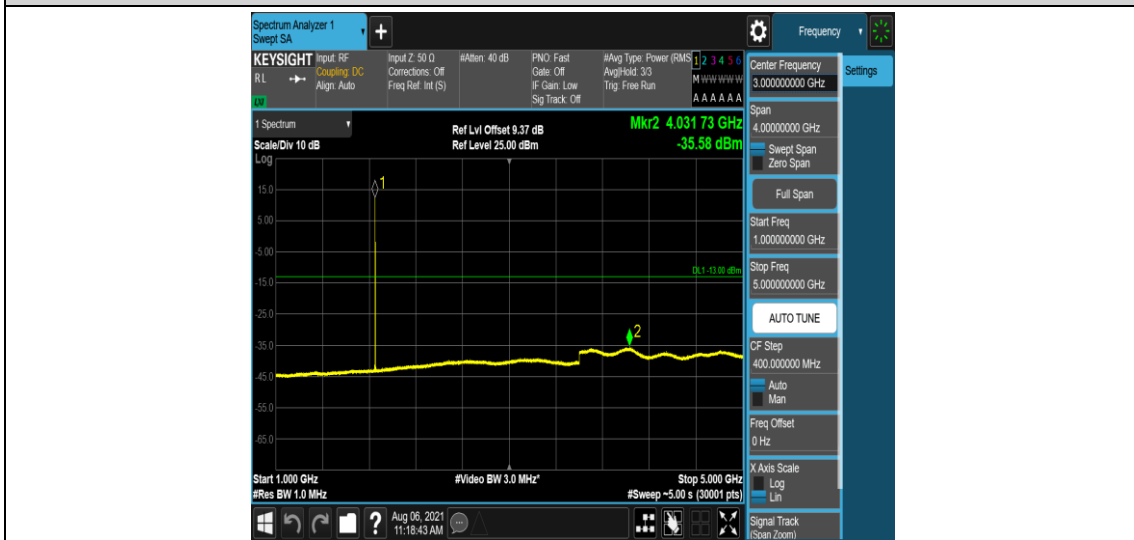 Spectrum Analyzer 1
Swept SA
Frequency
KEYSIGHT
RL
LXI
Input: RF
Coupling: DC
Align: Auto
Input Z: 50 Ω
Corrections: Off
Freq Ref: Int (S)
#Atten: 40 dB
PNO: Fast
Gate: Off
IF Gain: Low
Sig Track: Off
#Avg Type: Power (RMS
Avg|Hold: 3/3
Trig: Free Run
1 2 3 4 5 6
M W W W W W
A A A A A A
1 Spectrum
Scale/Div 10 dB
Log
Ref Lvl Offset 9.37 dB
Ref Level 25.00 dBm
Mkr2 4.031 73 GHz
-35.58 dBm
15.0
5.00
-5.00
-15.0
-25.0
-35.0
-45.0
-55.0
-65.0
1
2
DL1 -13.00 dBm
Start 1.000 GHz
#Res BW 1.0 MHz
#Video BW 3.0 MHz*
Stop 5.000 GHz
#Sweep ~5.00 s (30001 pts)
?
Aug 06, 2021
11:18:43 AM
Center Frequency
3.000000000 GHz
Settings
Span
4.00000000 GHz
Swept Span
Zero Span
Full Span
Start Freq
1.000000000 GHz
Stop Freq
5.000000000 GHz
AUTO TUNE
CF Step
400.000000 MHz
Auto
Man
Freq Offset
0 Hz
X Axis Scale
Log
Lin
Signal Track
(Span Zoom)